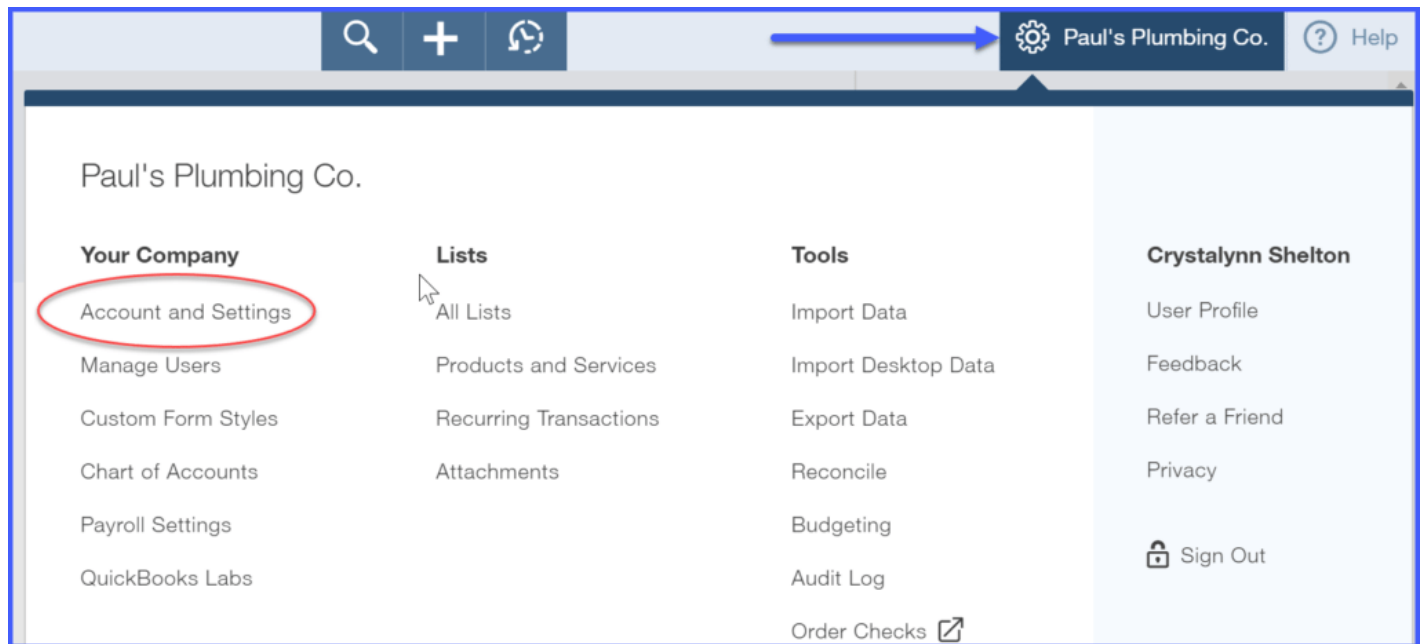 Paul's Plumbing Co.
? Help
Paul's Plumbing Co.
Your Company
Account and Settings
Manage Users
Custom Form Styles
Chart of Accounts
Payroll Settings
QuickBooks Labs
Lists
All Lists
Products and Services
Recurring Transactions
Attachments
Tools
Import Data
Import Desktop Data
Export Data
Reconcile
Budgeting
Audit Log
Order Checks
Crystalynn Shelton
User Profile
Feedback
Refer a Friend
Privacy
Sign Out